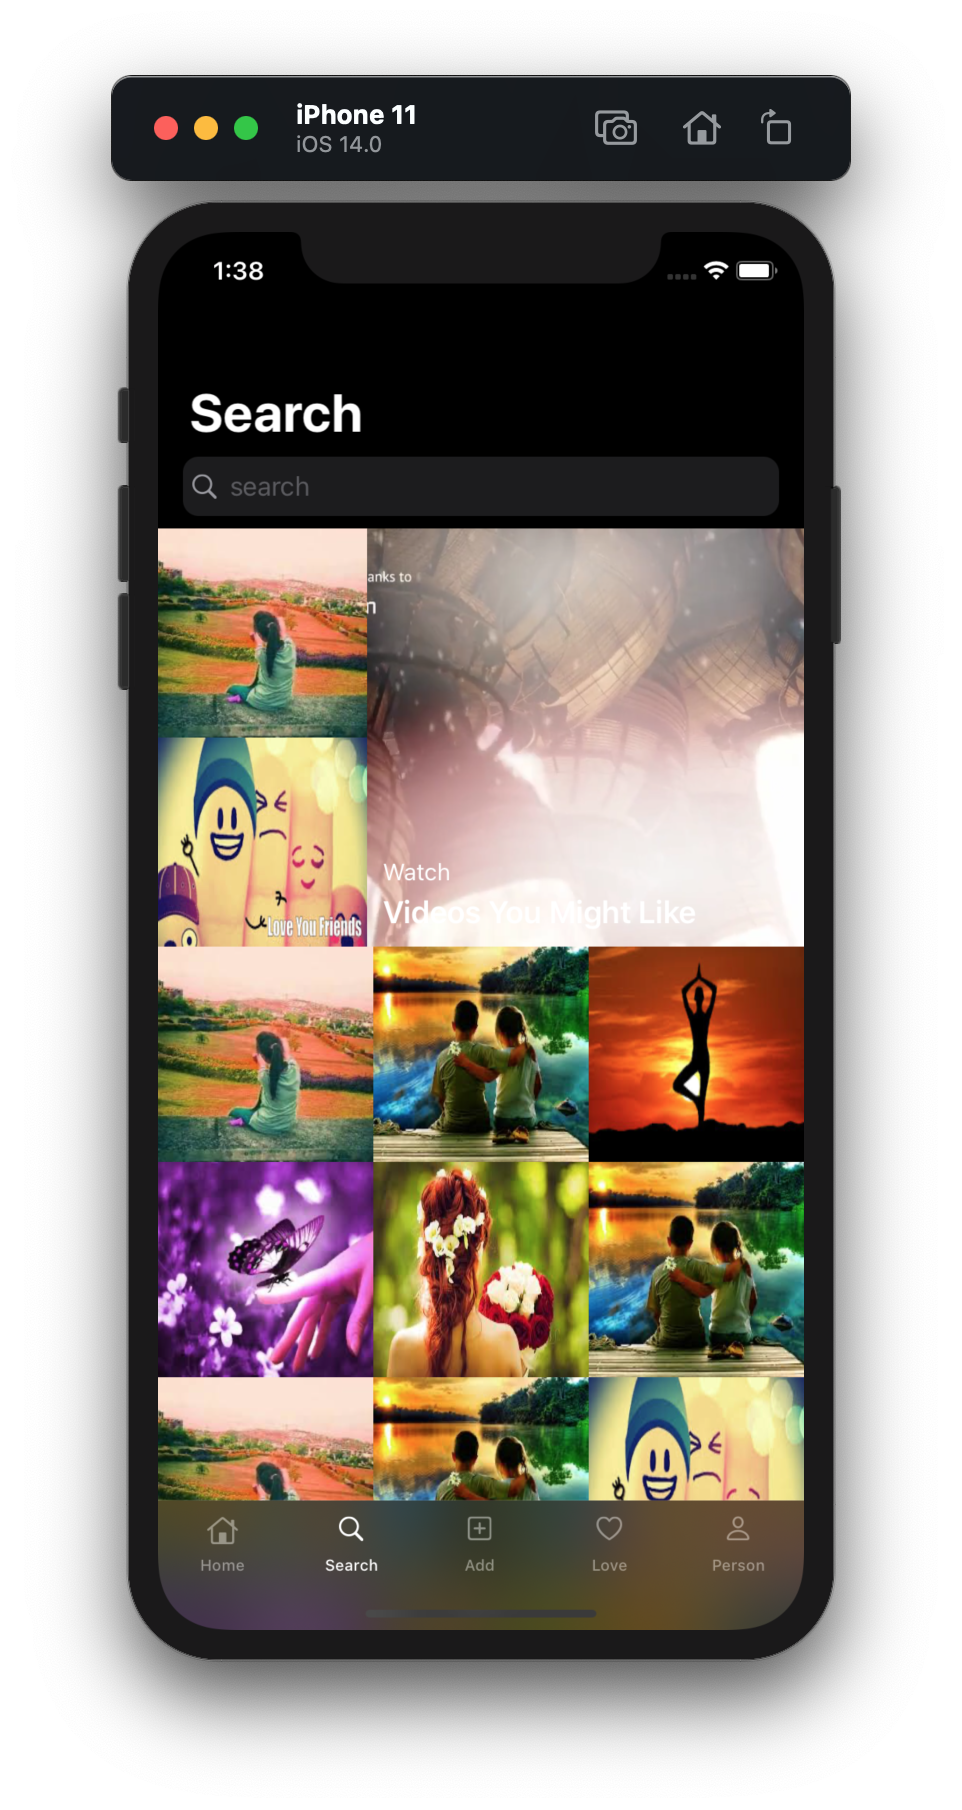 iPhone 11
iOS 14.0
1:38
Search
search
anks to
n
Watch
Videos You Might Like
Love You Friends
Home
Search
Add
Love
Person